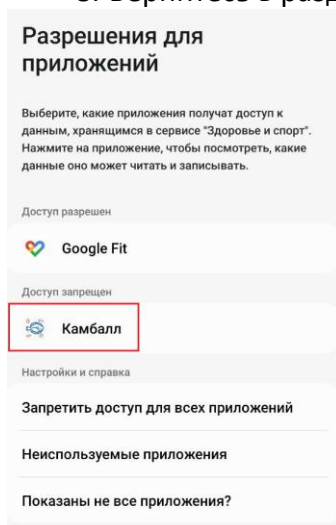 Разрешения для
приложений
Выберите, какие приложения получат доступ к
данным, хранящимся в сервисе "Здоровье и спорт".
Нажмите на приложение, чтобы посмотреть, какие
данные оно может читать и записывать.
Доступ разрешен
Google Fit
Доступ запрещен
Камбалл
Настройки и справка
Запретить доступ для всех приложений
Неиспользуемые приложения
Показаны не все приложения?